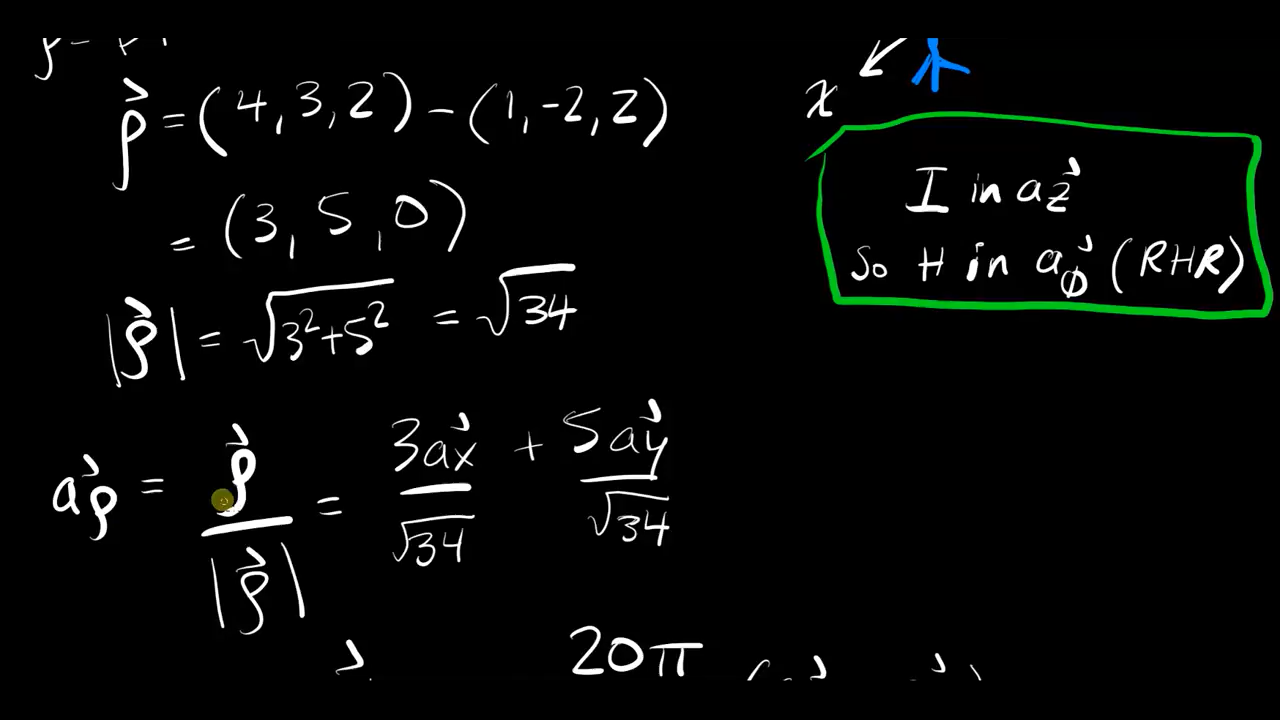 ρ⃗ = (4, 3, 2) - (1, -2, 2)
= (3, 5, 0)
|ρ⃗| = √(3²+5²) = √34
a⃗ρ = ρ⃗ / |ρ⃗| = 3a⃗x / √34 + 5a⃗y / √34
20π
x
I in a⃗z
So H in a⃗ϕ (RHR)